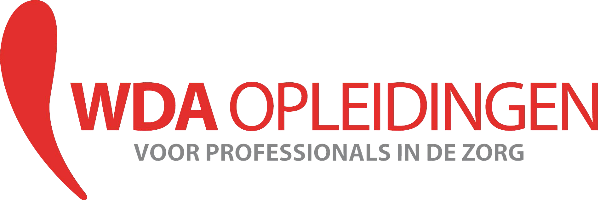 WDA OPLEIDINGEN
VOOR PROFESSIONALS IN DE ZORG